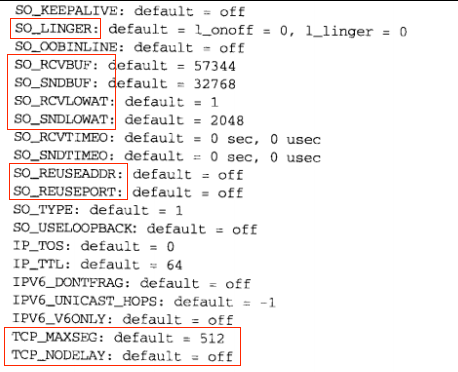 SO_KEEPALIVE: default = off
SO_LINGER: default = l_onoff = 0, l_linger = 0
SO_OOBINLINE: default = off
SO_RCVBUF: default = 57344
SO_SNDBUF: default = 32768
SO_RCVLOWAT: default = 1
SO_SNDLOWAT: default = 2048
SO_RCVTIMEO: default = 0 sec, 0 usec
SO_SNDTIMEO: default = 0 sec, 0 usec
SO_REUSEADDR: default = off
SO_REUSEPORT: default = off
SO_TYPE: default = 1
SO_USELOOPBACK: default = off
IP_TOS: default = 0
IP_TTL: default = 64
IPV6_DONTFRAG: default = off
IPV6_UNICAST_HOPS: default = -1
IPV6_V6ONLY: default = off
TCP_MAXSEG: default = 512
TCP_NODELAY: default = off